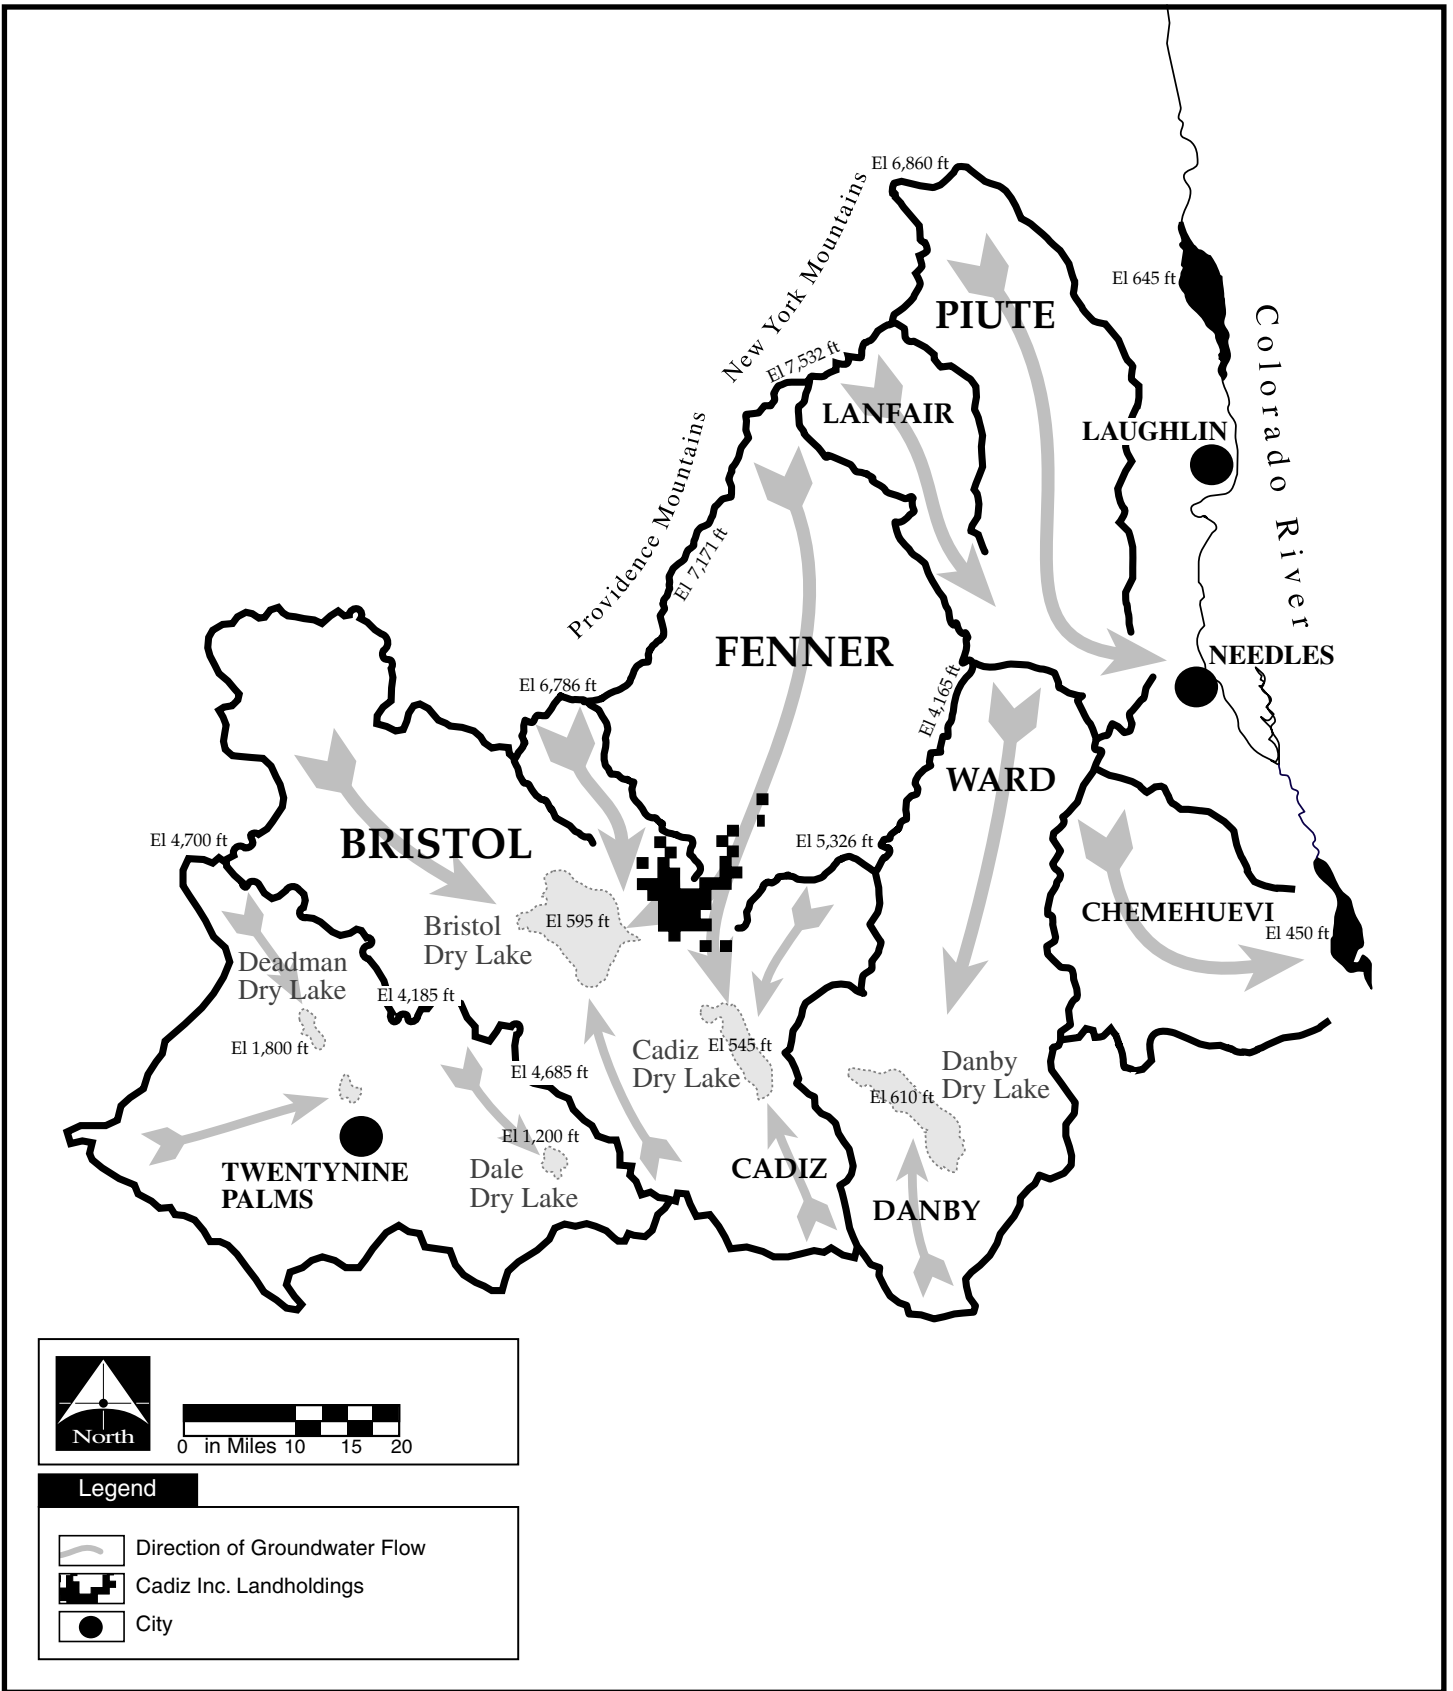 El 6,860 ft
New York Mountains
El 645 ft
PIUTE
Colorado River
El 7,532 ft
LANFAIR
LAUGHLIN
Providence Mountains
El 7,171 ft
FENNER
NEEDLES
El 6,786 ft
El 4,165 ft
WARD
BRISTOL
El 4,700 ft
El 5,326 ft
CHEMEHUEVI
El 595 ft
Bristol
Dry Lake
El 450 ft
Deadman
Dry Lake
El 4,185 ft
El 1,800 ft
Cadiz
Dry Lake
El 545 ft
Danby
Dry Lake
El 4,685 ft
El 610 ft
El 1,200 ft
TWENTYNINE
PALMS
Dale
Dry Lake
CADIZ
DANBY
North
0 in Miles 10 15 20
Legend
Direction of Groundwater Flow
Cadiz Inc. Landholdings
City